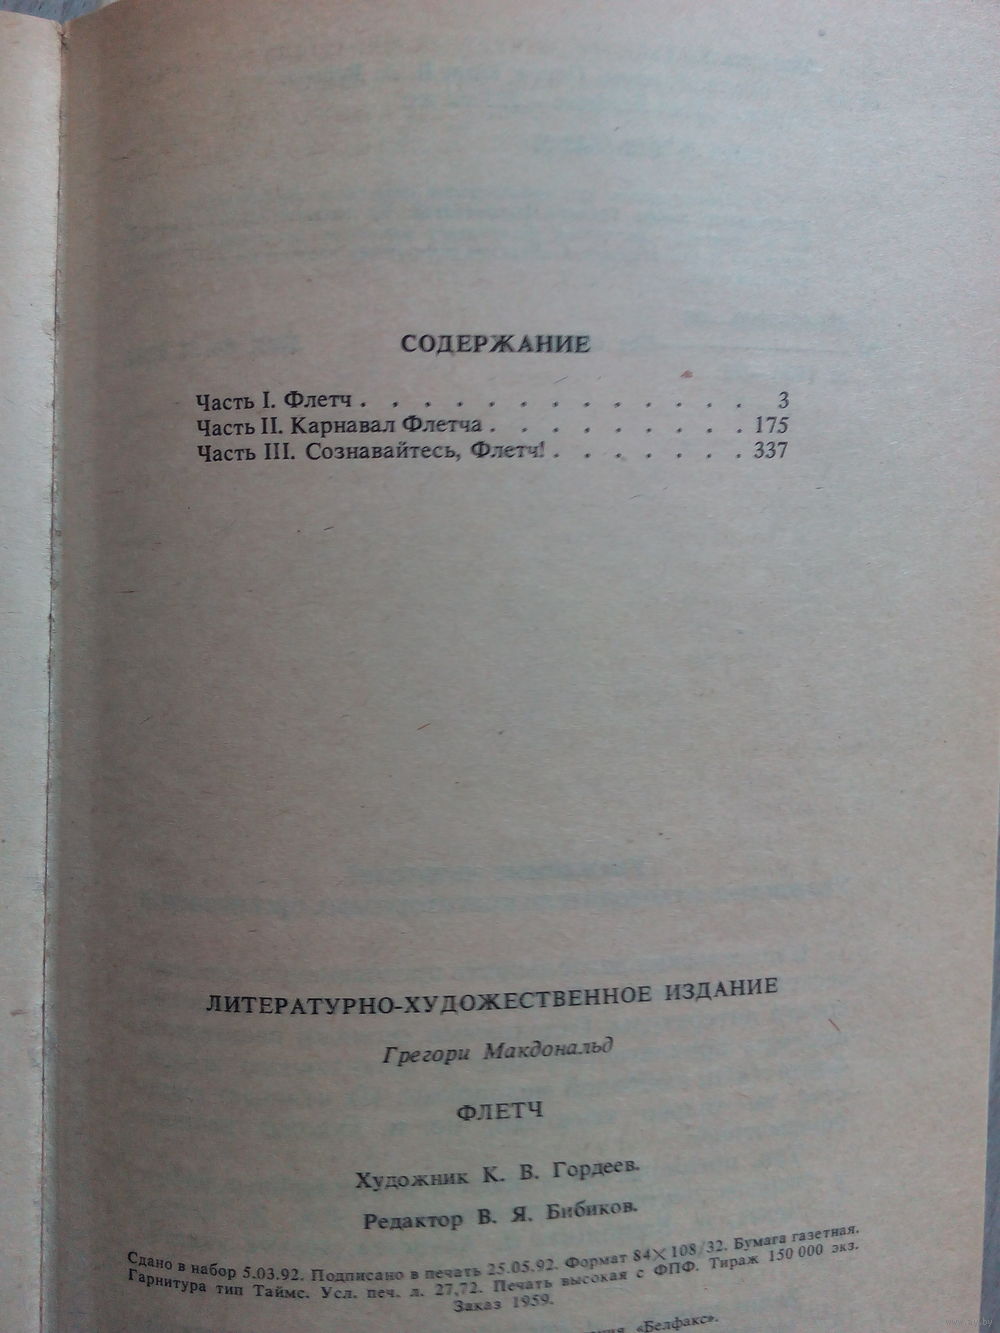 СОДЕРЖАНИЕ
Часть I. Флетч . . . . . . . . . . . . . . 3
Часть II. Карнавал Флетча . . . . . . . . . . 175
Часть III. Сознавайтесь, Флетч! . . . . . . . 337
ЛИТЕРАТУРНО-ХУДОЖЕСТВЕННОЕ ИЗДАНИЕ
Грегори Макдональд
ФЛЕТЧ
Художник К. В. Гордеев.
Редактор В. Я. Бибиков.
Сдано в набор 5.03.92. Подписано в печать 25.05.92. Формат 84×108/32. Бумага газетная.
Гарнитура тип Таймс. Усл. печ. л. 27,72. Печать высокая с ФПФ. Тираж 150 000 экз.
Заказ 1959.
«Белфакс».